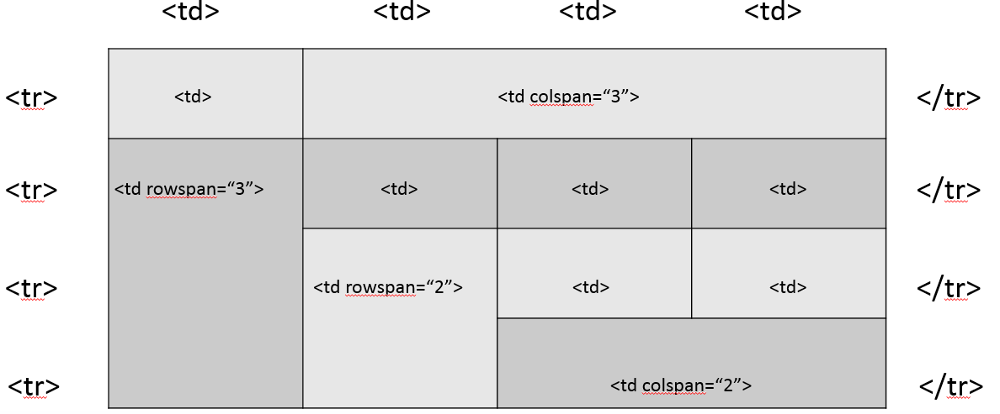 <td> <td> <td> <td>
<tr> <td> <td colspan=“3”> </tr>
<tr> <td rowspan=“3”> <td> <td> <td> </tr>
<tr> <td rowspan=“2”> <td> <td> </tr>
<tr> <td colspan=“2”> </tr>